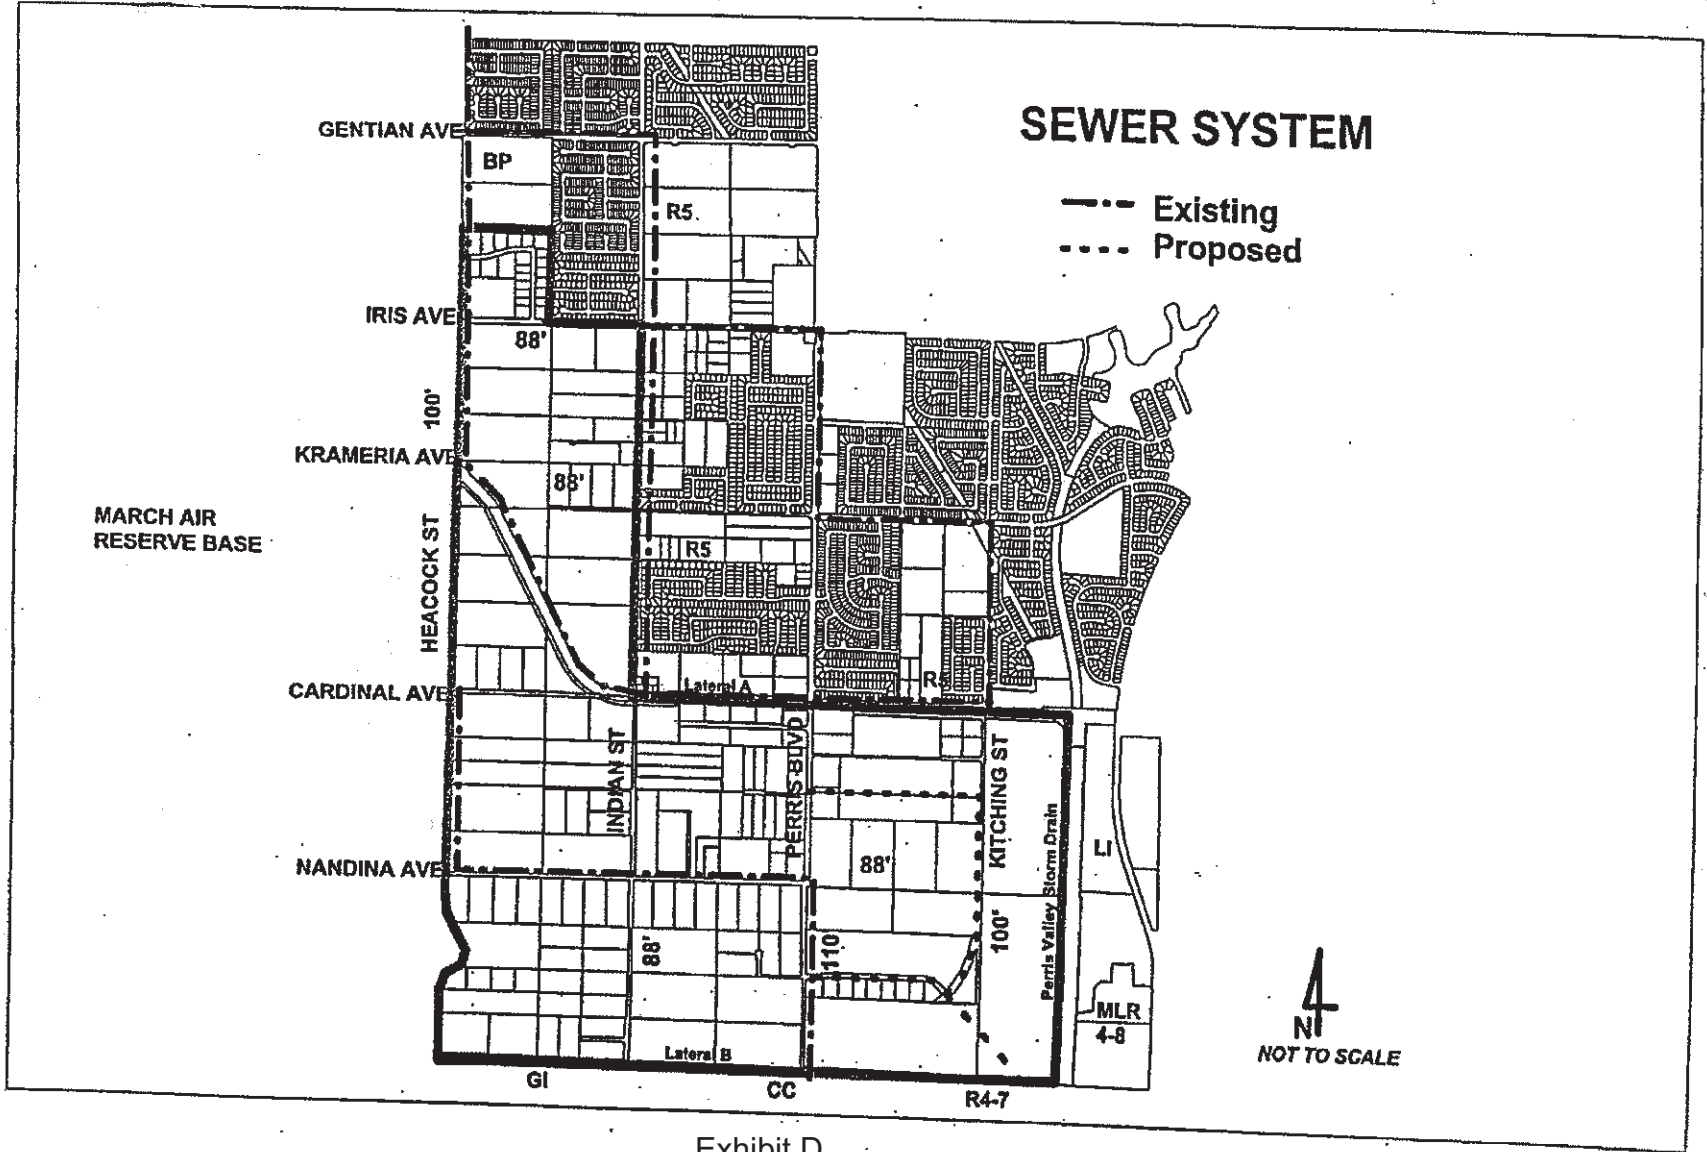 SEWER SYSTEM
Existing
Proposed
GENTIAN AVE
BP
R5
IRIS AVE
88'
100'
KRAMERIA AVE
88'
MARCH AIR
RESERVE BASE
HEACOCK ST
R5
CARDINAL AVE
Lateral A
R5
INDIAN ST
PERRIS BLVD
KITCHING ST
Perris Valley Storm Drain
LI
NANDINA AVE
88'
88'
110'
100'
MLR
4-8
N
NOT TO SCALE
Lateral B
GI
CC
R4-7
Exhibit D